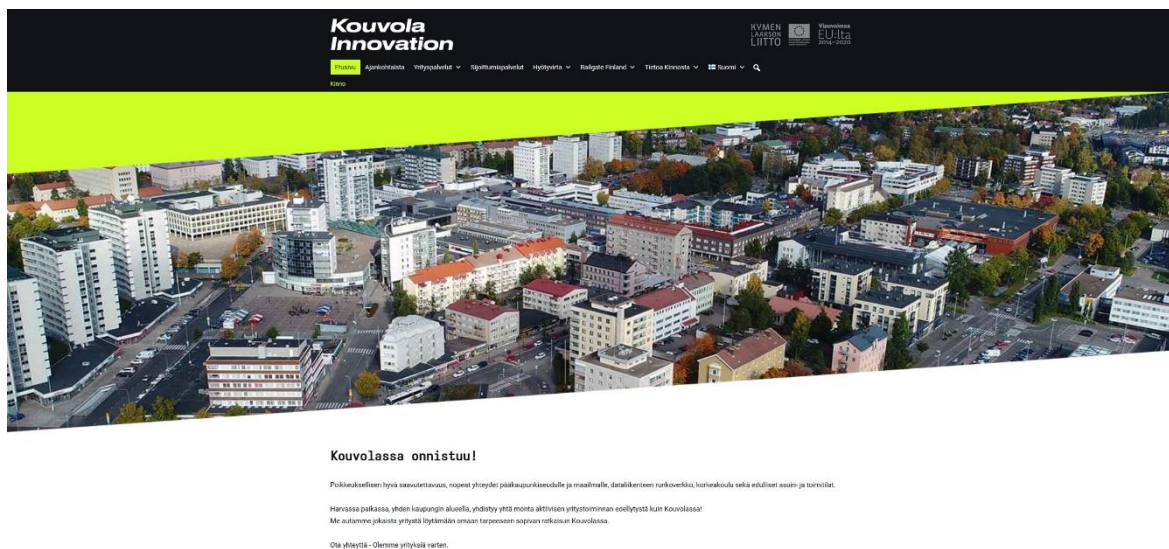 Kouvola
Innovation
KYMEN
LAAKSON
LIITTO
Vipuvoimaa
EU:lta
2014–2020
Etusivu Ajankohtaista Yrityspalvelut Sijoittumispalvelut Hyötyvirta Railgate Finland Tietoa Kinnosta Suomi
Kinno
Kouvolassa onnistuu!
Poikkeuksellisen hyvä saavutettavuus, nopeat yhteydet pääkaupunkiseudulle ja maailmalle, dataliikenteen runkoverkko, korkeakoulu sekä edulliset asuin- ja toimitilat.
Harvassa paikassa, yhden kaupungin alueella, yhdistyy yhtä monta aktiivisen yritystoiminnan edellytystä kuin Kouvolassa!
Me autamme jokaista yritystä löytämään omaan tarpeeseen sopivan ratkaisun Kouvolassa.
Ota yhteyttä - Olemme yrityksiä varten.